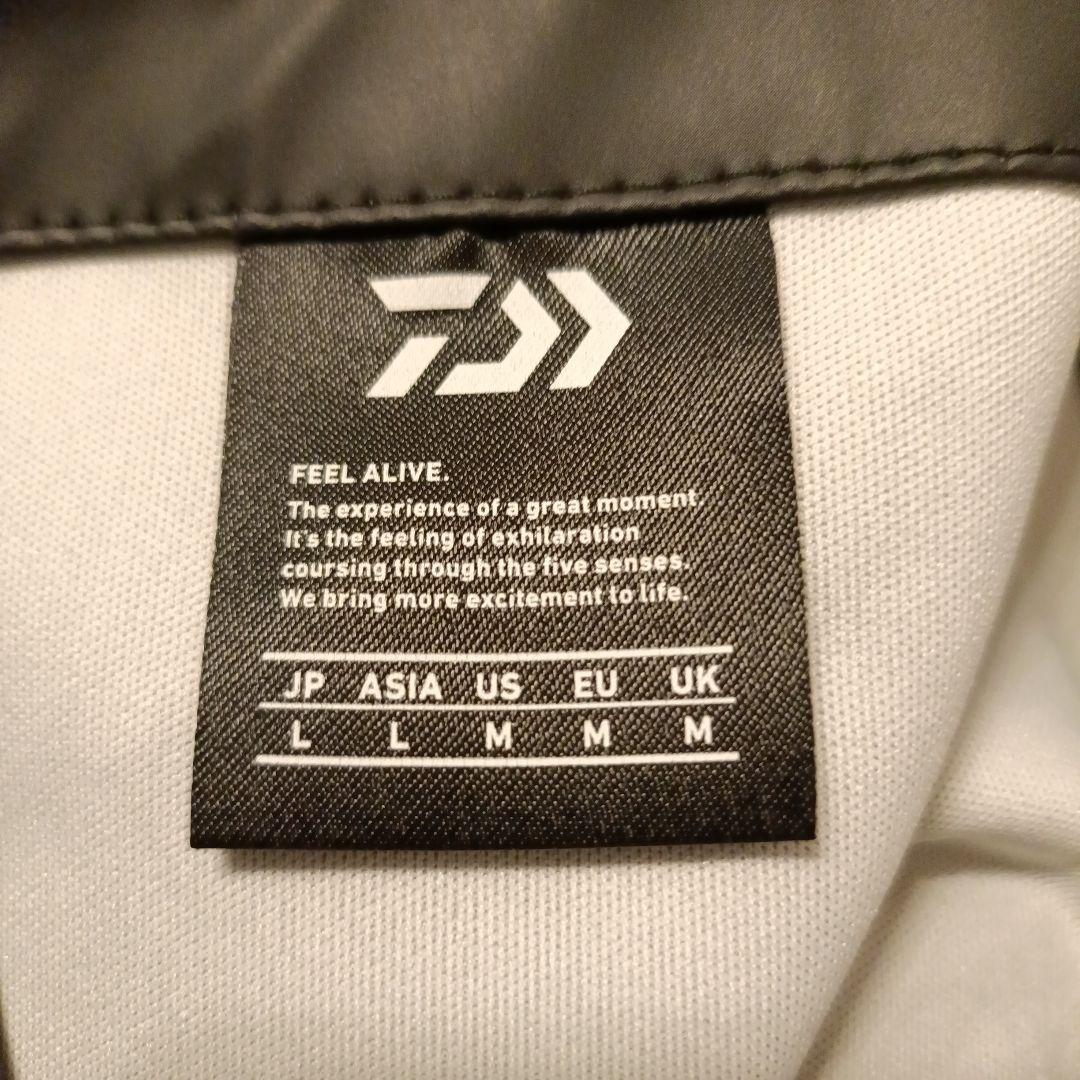 FEEL ALIVE.
The experience of a great moment.
It's the feeling of exhilaration
coursing through the five senses.
We bring more excitement to life.
JP ASIA US EU UK
L L M M M